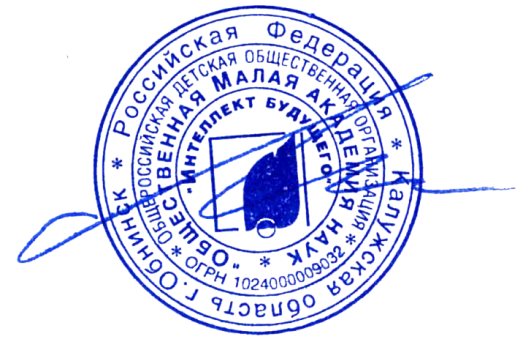 Российская Федерация * Калужская область г. Обнинск *
ОБЩЕРОССИЙСКАЯ ДЕТСКАЯ ОБЩЕСТВЕННАЯ ОРГАНИЗАЦИЯ
* ОГРН 1024000009032 *
"ОБЩЕСТВЕННАЯ МАЛАЯ АКАДЕМИЯ НАУК *
"ИНТЕЛЛЕКТ БУДУЩЕГО"